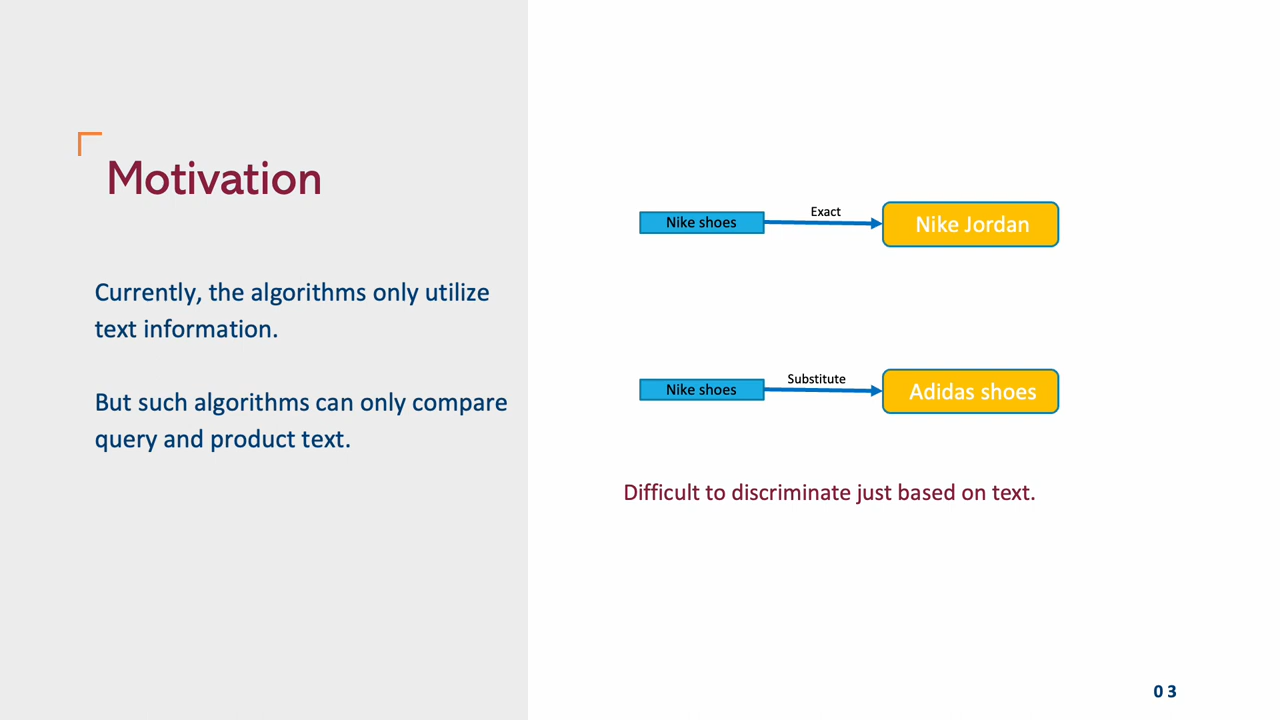 Motivation
Currently, the algorithms only utilize
text information.
But such algorithms can only compare
query and product text.
Nike shoes
Exact
Nike Jordan
Nike shoes
Substitute
Adidas shoes
Difficult to discriminate just based on text.
03